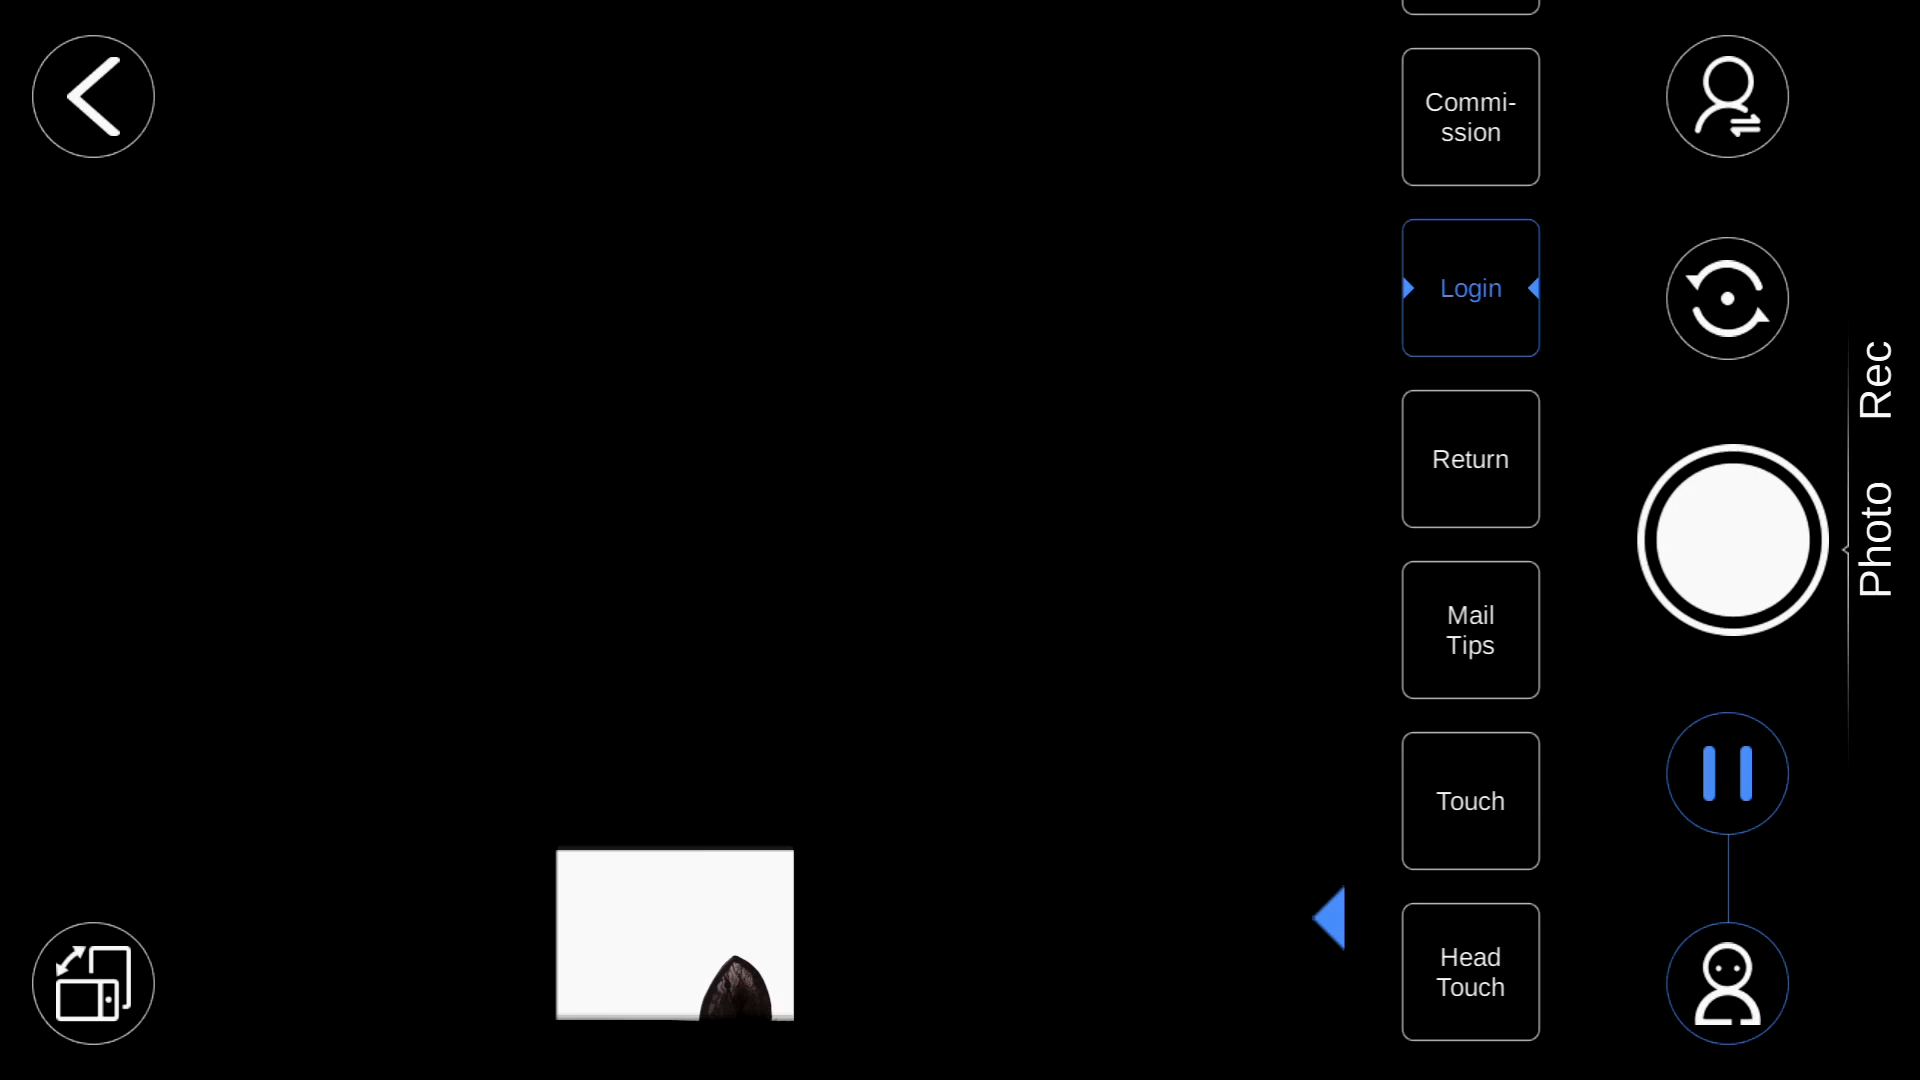 Commi-
ssion
Login
Return
Mail
Tips
Touch
Head
Touch
Rec
Photo